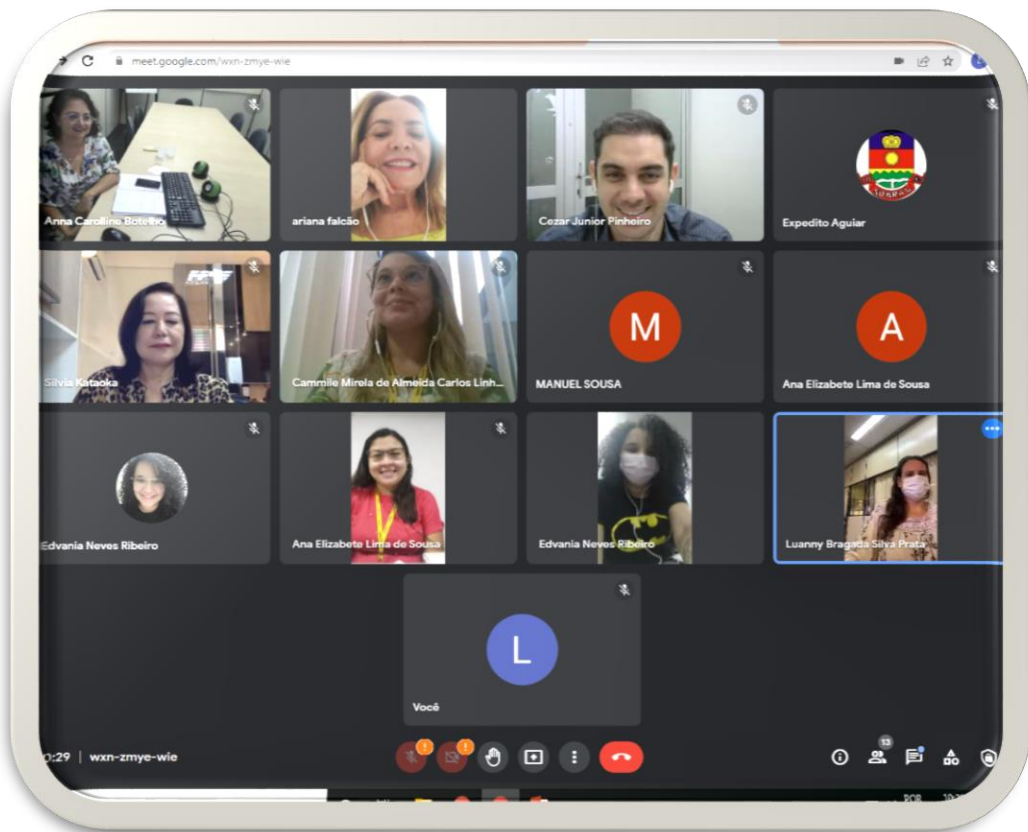 meet.google.com/wxn-zmye-wie
L
Anna Carolline Botelho
ariana falcão
Cezar Junior Pinheiro
Expedito Aguiar
Silvia Kataoka
Cammile Mirela de Almeida Carlos Linh...
M
MANUEL SOUSA
A
Ana Elizabete Lima de Sousa
Edvania Neves Ribeiro
Ana Elizabete Lima de Sousa
Edvania Neves Ribeiro
Luanny Bragada Silva Prata
L
Você
:29 | wxn-zmye-wie
13
POR